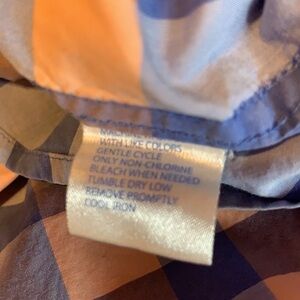 WITH LIKE COLORS
GENTLE CYCLE
ONLY NON-CHLORINE
BLEACH WHEN NEEDED
TUMBLE DRY LOW
REMOVE PROMPTLY
COOL IRON